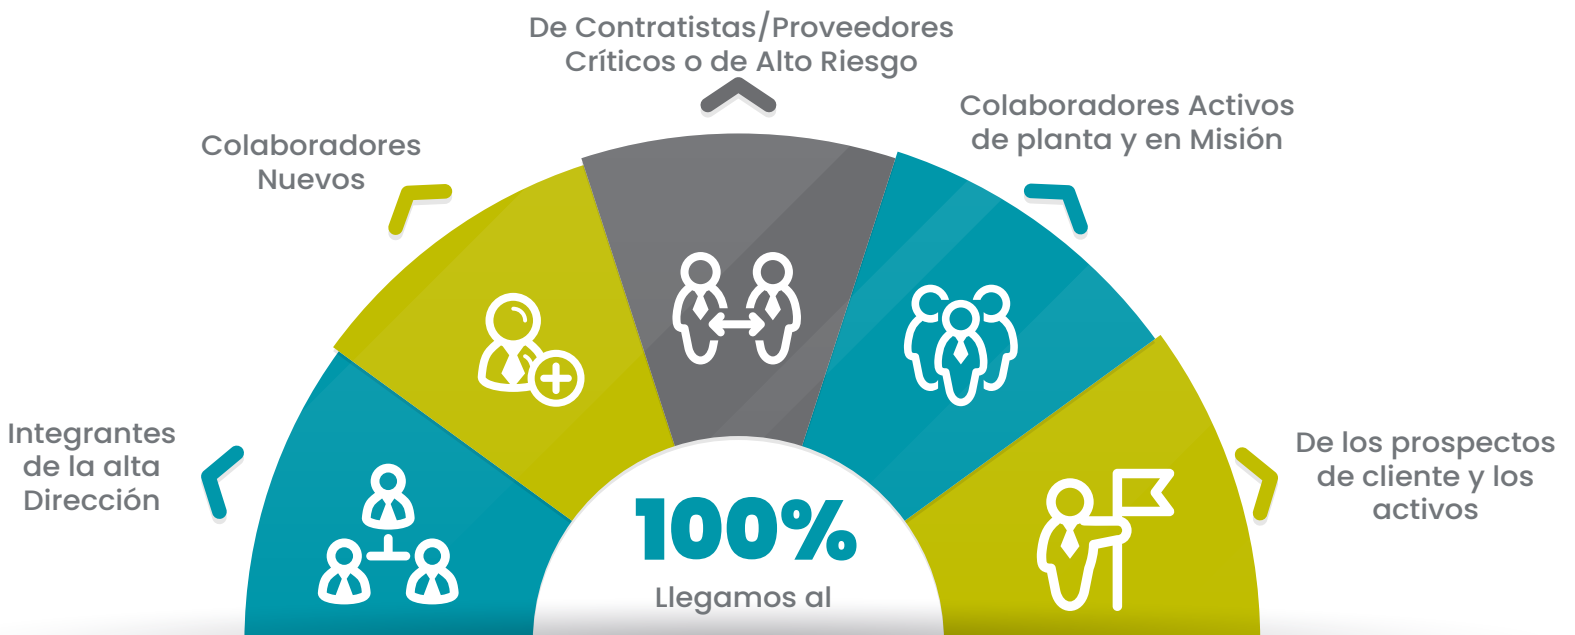 De Contratistas/Proveedores
Críticos o de Alto Riesgo
Colaboradores Activos
de planta y en Misión
Colaboradores
Nuevos
Integrantes
de la alta
Dirección
De los prospectos
de cliente y los
activos
100%
Llegamos al